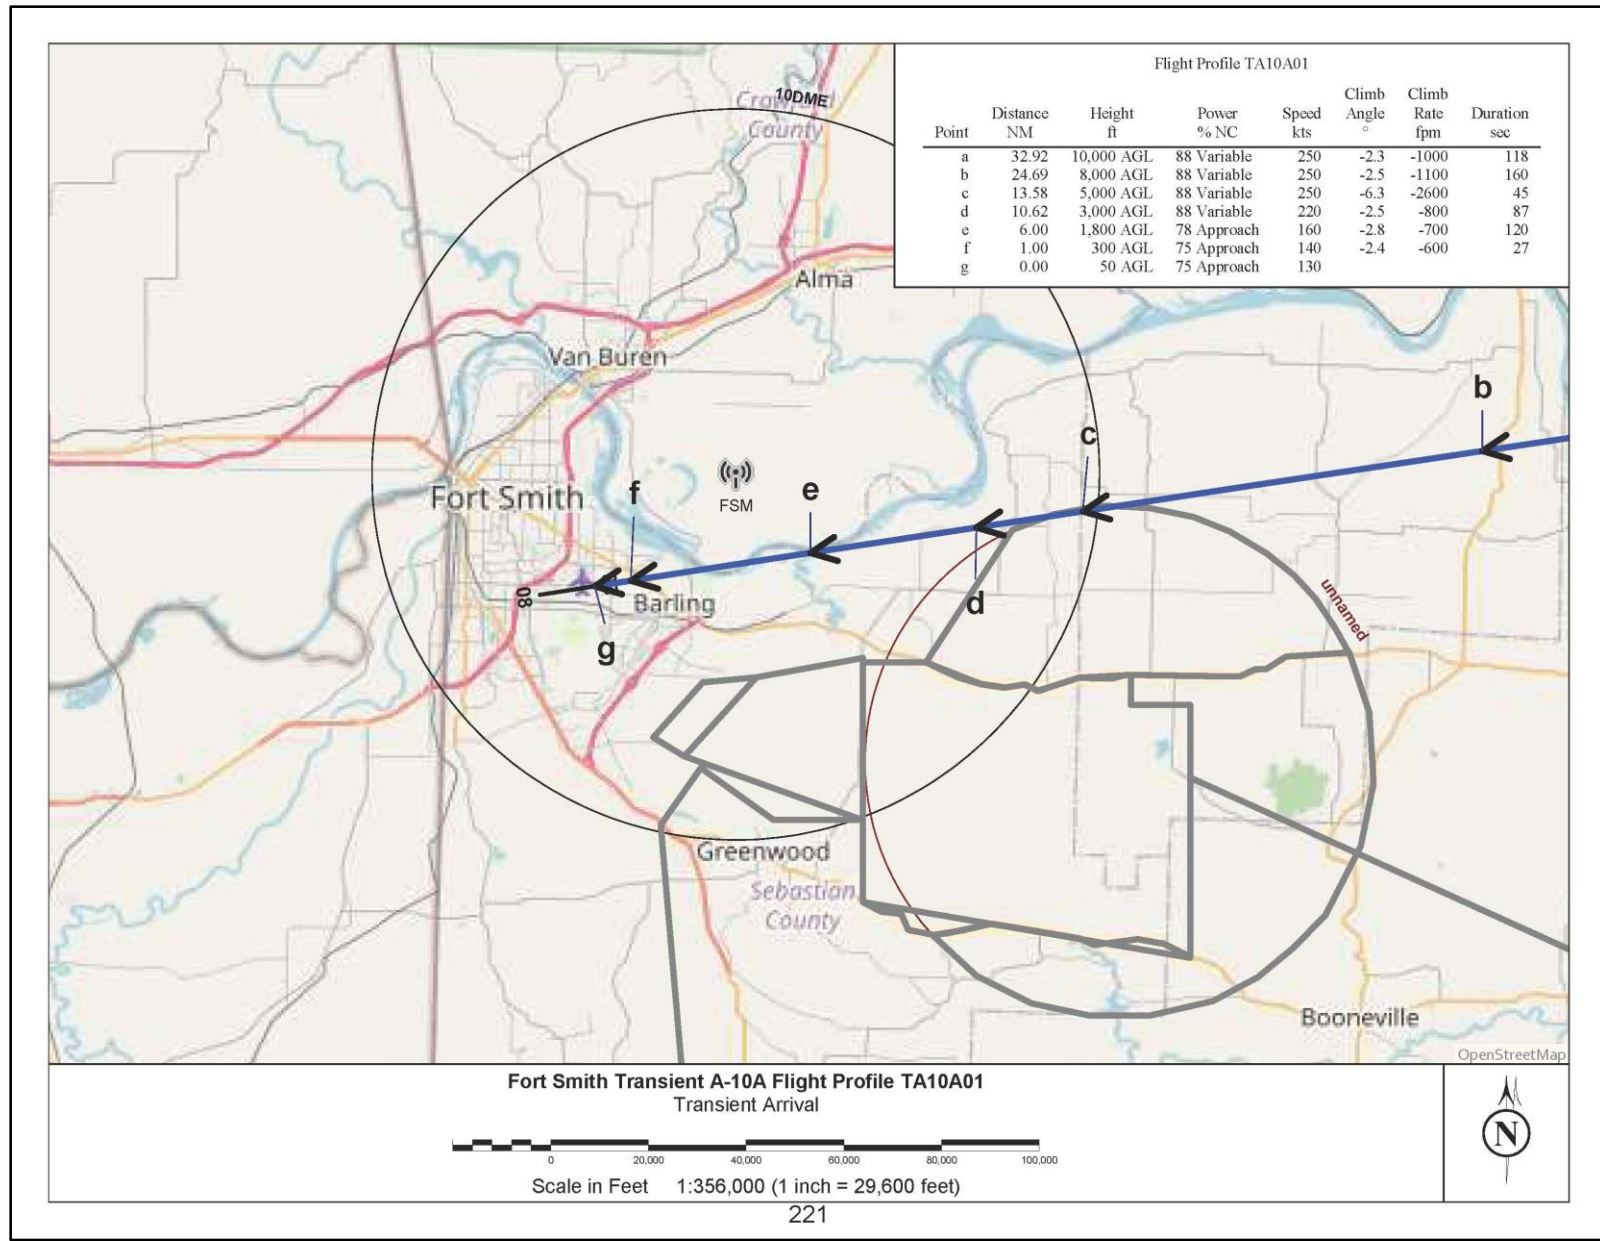 Flight Profile TA10A01
Point Distance NM Height ft Power % NC Speed kts Climb Angle ° Climb Rate fpm Duration sec
a 32.92 10,000 AGL 88 Variable 250 -2.3 -1000 118
b 24.69 8,000 AGL 88 Variable 250 -2.5 -1100 160
c 13.58 5,000 AGL 88 Variable 250 -6.3 -2600 45
d 10.62 3,000 AGL 88 Variable 220 -2.5 -800 87
e 6.00 1,800 AGL 78 Approach 160 -2.8 -700 120
f 1.00 300 AGL 75 Approach 140 -2.4 -600 27
g 0.00 50 AGL 75 Approach 130
10DME
Crawford
County
Alma
Van Buren
b
c
Fort Smith
f
FSM
e
08
Barling
d
unnamed
g
Greenwood
Sebastian
County
Booneville
OpenStreetMap
Fort Smith Transient A-10A Flight Profile TA10A01
Transient Arrival
0 20,000 40,000 60,000 80,000 100,000
Scale in Feet 1:356,000 (1 inch = 29,600 feet)
N
221